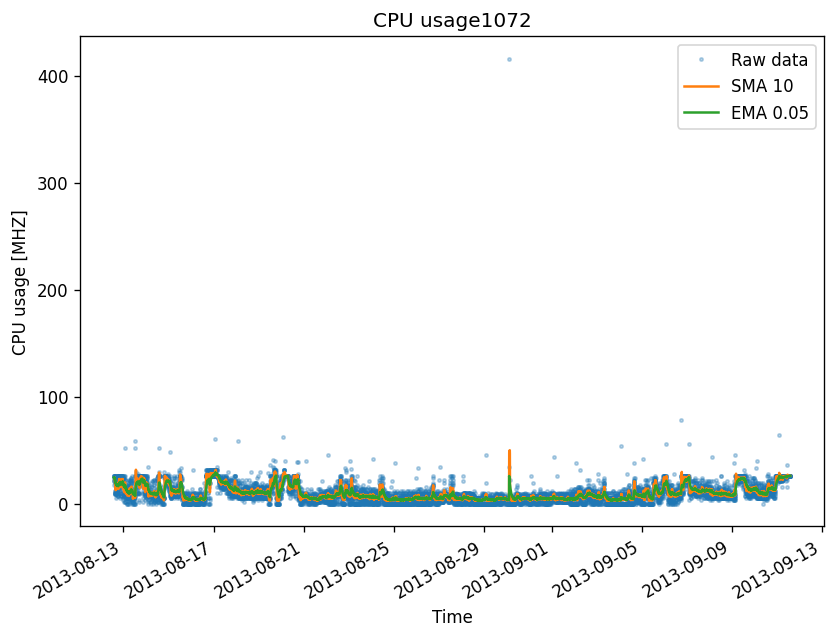 CPU usage1072
Raw data
SMA 10
EMA 0.05
CPU usage [MHZ]
400
300
200
100
0
2013-08-13
2013-08-17
2013-08-21
2013-08-25
2013-08-29
2013-09-01
2013-09-05
2013-09-09
2013-09-13
Time